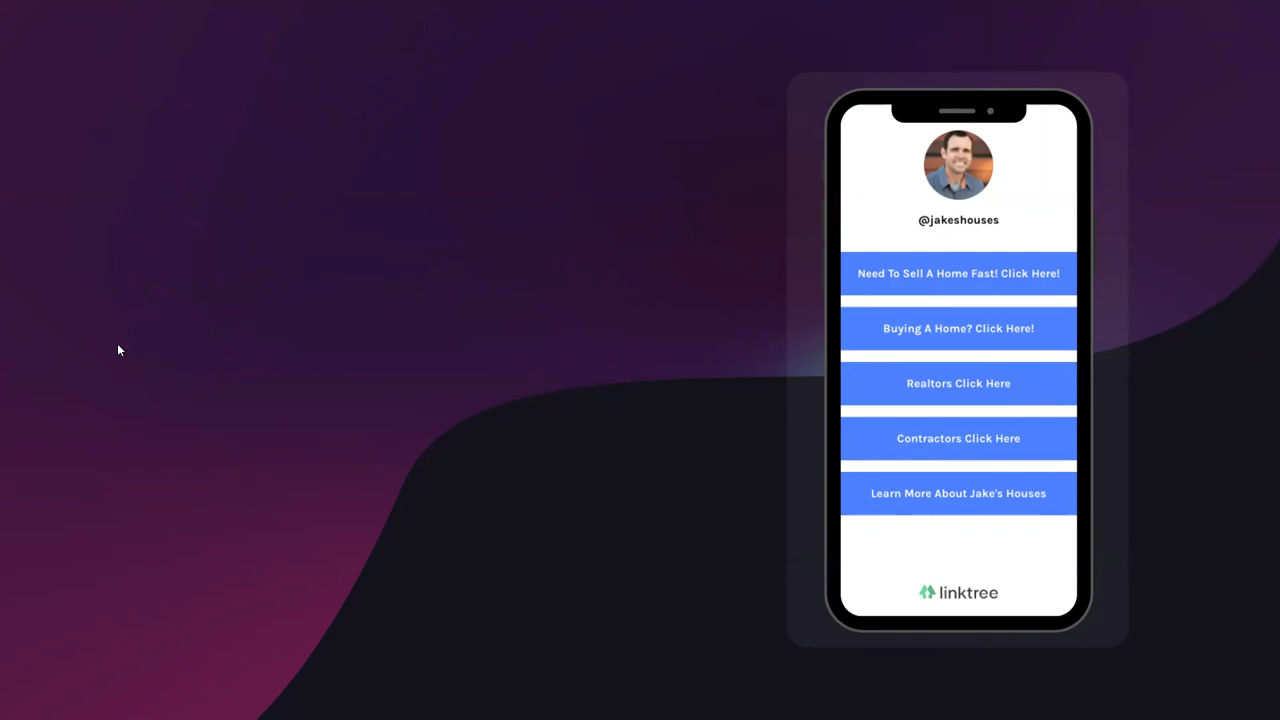 @jakeshouses
Need To Sell A Home Fast! Click Here!
Buying A Home? Click Here!
Realtors Click Here
Contractors Click Here
Learn More About Jake's Houses
linktree